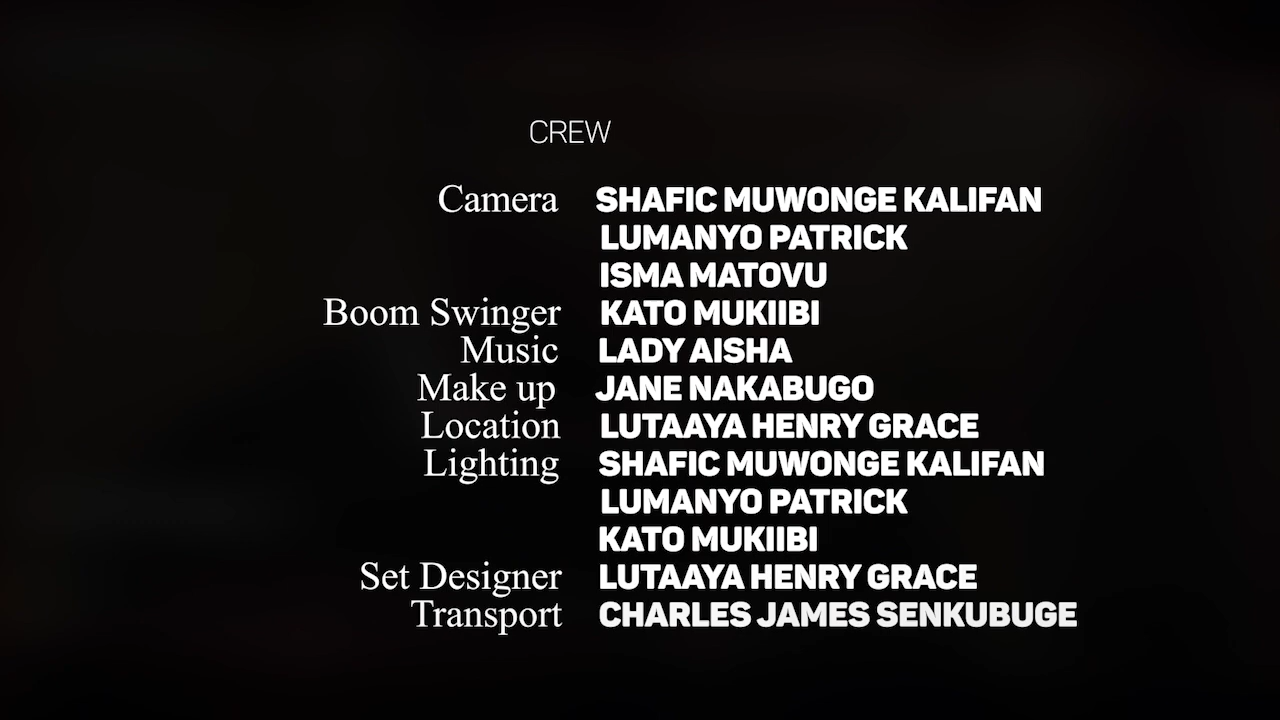 CREW
Camera SHAFIC MUWONGE KALIFAN
LUMANYO PATRICK
ISMA MATOVU
Boom Swinger KATO MUKIIBI
Music LADY AISHA
Make up JANE NAKABUGO
Location LUTAAYA HENRY GRACE
Lighting SHAFIC MUWONGE KALIFAN
LUMANYO PATRICK
KATO MUKIIBI
Set Designer LUTAAYA HENRY GRACE
Transport CHARLES JAMES SENKUBUGE